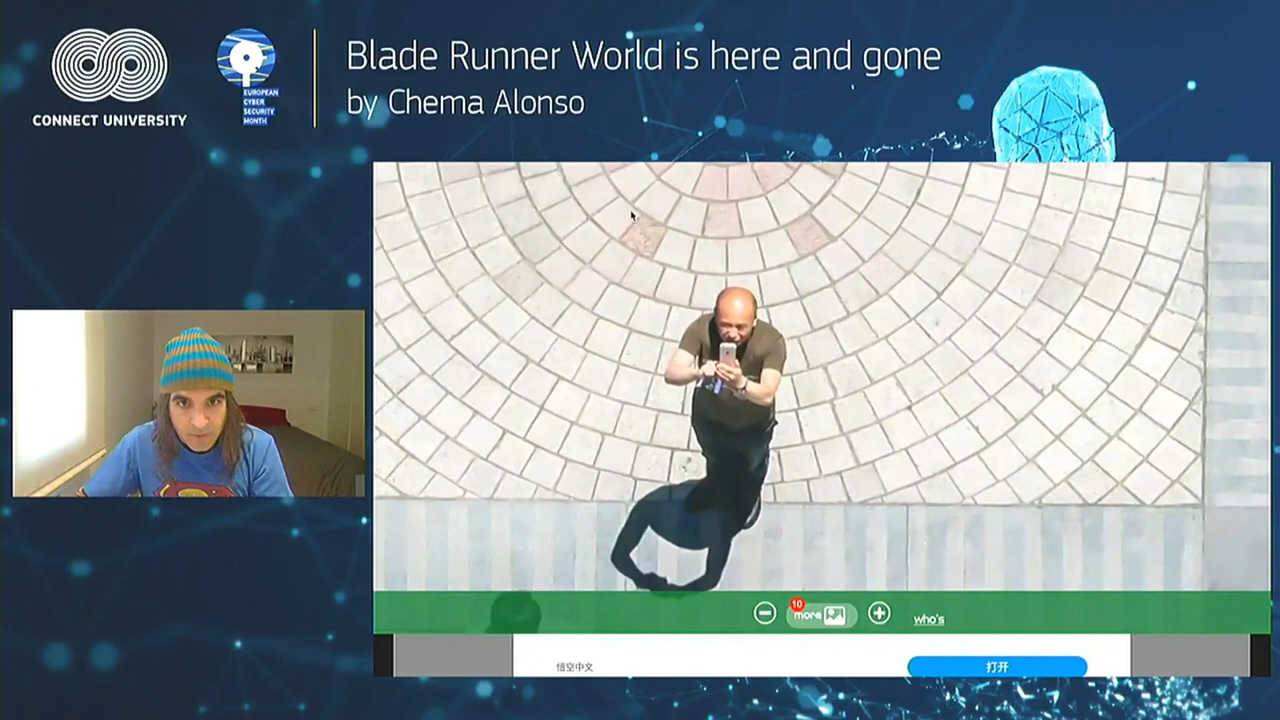 Blade Runner World is here and gone
by Chema Alonso
CONNECT UNIVERSITY
EUROPEAN
CYBER
SECURITY
MONTH
10
more
who's
悟空中文
打开